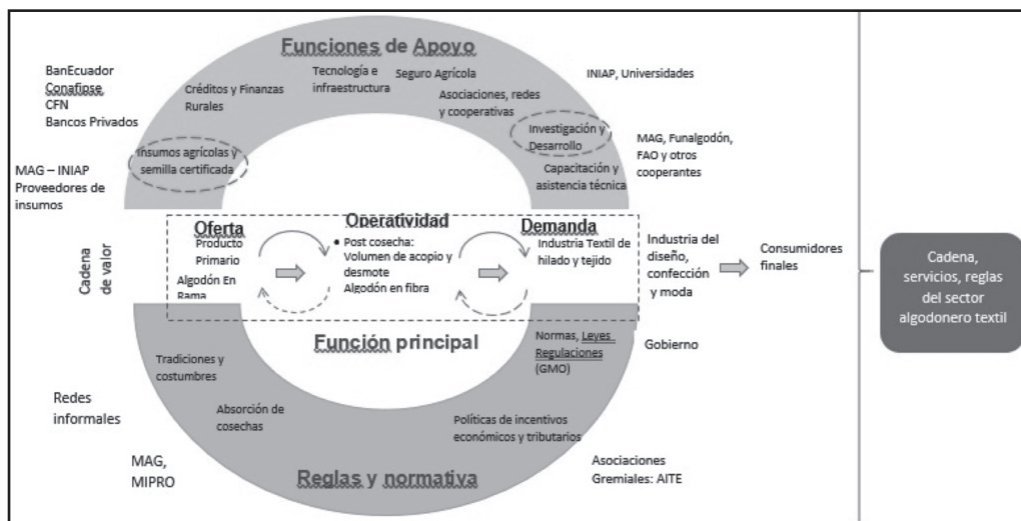 Funciones de Apoyo
BanEcuador
Conafipse
CFN
Bancos Privados
Créditos y Finanzas
Rurales
Tecnología e
infraestructura
Seguro Agrícola
Asociaciones, redes
y cooperativas
INIAP, Universidades
Investigación y
Desarrollo
MAG, Funalgodón,
FAO y otros
cooperantes
Insumos agrícolas y
semilla certificada
Capacitación y
asistencia técnica
MAG – INIAP
Proveedores de
insumos
Cadena
de valor
Oferta
Producto
Primario
Algodón En
Rama
Operatividad
• Post cosecha:
Volumen de acopio y
desmote
Algodón en fibra
Demanda
Industria Textil de
hilado y tejido
Industria del
diseño,
confección
y moda
Consumidores
finales
Cadena,
servicios, reglas
del sector
algodonero textil
Función principal
Normas, Leyes
Regulaciones
(GMO)
Gobierno
Tradiciones y
costumbres
Redes
informales
Absorción de
cosechas
Políticas de incentivos
económicos y tributarios
MAG,
MIPRO
Reglas y normativa
Asociaciones
Gremiales: AITE